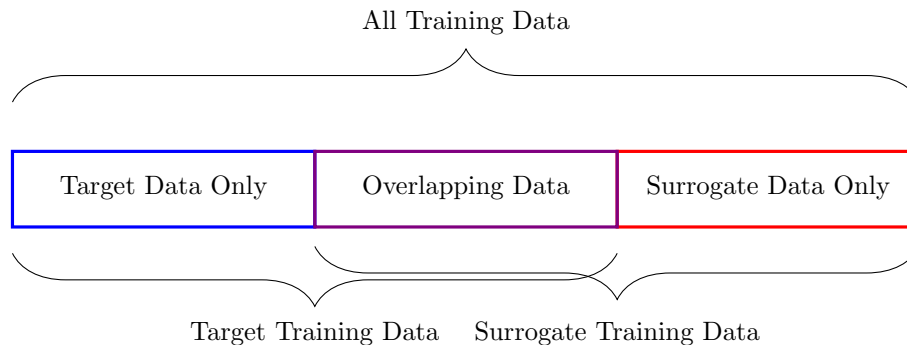 All Training Data
Target Data Only
Overlapping Data
Surrogate Data Only
Target Training Data
Surrogate Training Data